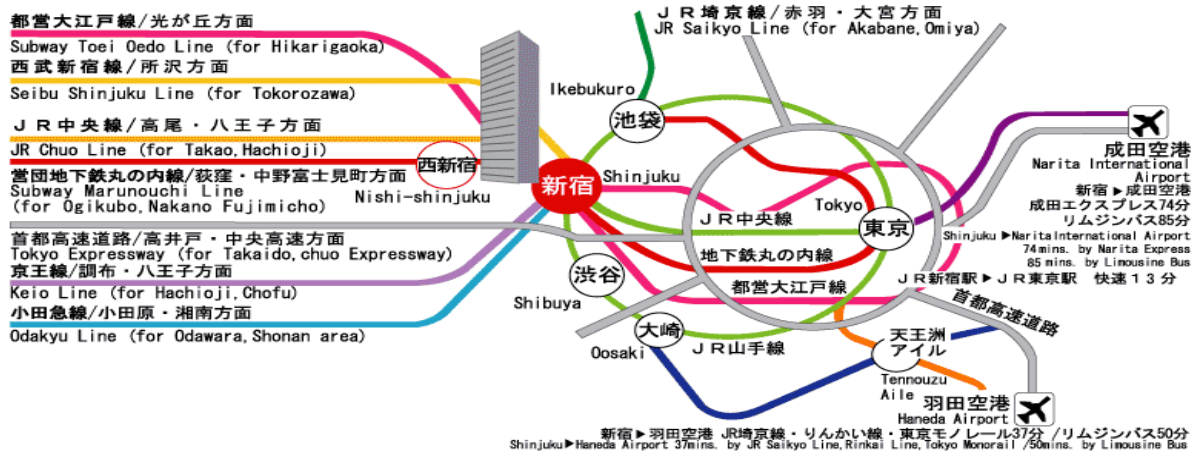 都営大江戸線/光が丘方面
Subway Toei Oedo Line (for Hikarigaoka)
西武新宿線/所沢方面
Seibu Shinjuku Line (for Tokorozawa)
JR中央線/高尾・八王子方面
JR Chuo Line (for Takao,Hachioji)
西新宿
Nishi-shinjuku
営団地下鉄丸の内線/荻窪・中野富士見町方面
Subway Marunouchi Line
(for Ogikubo,Nakano Fujimicho)
首都高速道路/高井戸・中央高速方面
Tokyo Expressway (for Takaido,chuo Expressway)
京王線/調布・八王子方面
Keio Line (for Hachioji,Chofu)
小田急線/小田原・湘南方面
Odakyu Line (for Odawara,Shonan area)
JR埼京線/赤羽・大宮方面
JR Saikyo Line (for Akabane,Omiya)
Ikebukuro
池袋
新宿
Shinjuku
JR中央線
Tokyo
東京
地下鉄丸の内線
都営大江戸線
渋谷
Shibuya
大崎
Oosaki
JR山手線
成田空港
Narita International
Airport
新宿▶成田空港
成田エクスプレス74分
リムジンバス85分
Shinjuku▶Narita International Airport
74mins. by Narita Express
85mins. by Limousine Bus
JR新宿駅▶JR東京駅 快速13分
首都高速道路
天王洲
アイル
Tennouzu
Aile
羽田空港
Haneda Airport
新宿▶羽田空港 JR埼京線・りんかい線・東京モノレール37分 /リムジンバス50分
Shinjuku▶Haneda Airport 37mins. by JR Saikyo Line,Rinkai Line,Tokyo Monorail /50mins. by Limousine Bus